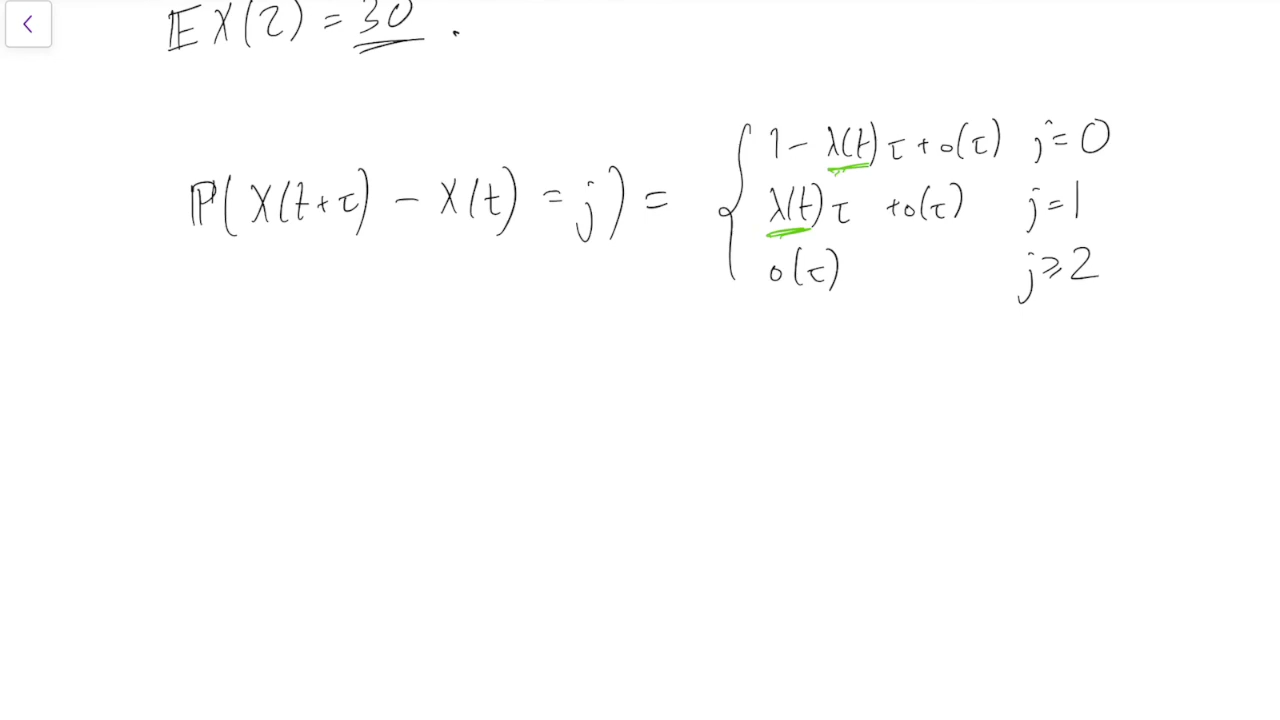 𝔼X(2) = 30 .
ℙ( X(t+τ) − X(t) = j ) = { 1 − λ(t) τ + o(τ) j = 0
λ(t) τ + o(τ) j = 1
o(τ) j ⩾ 2